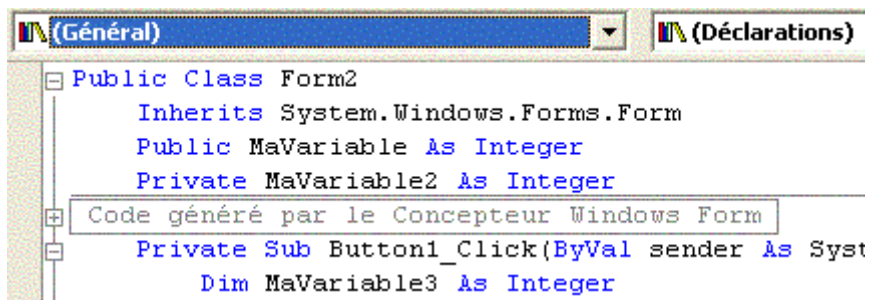 (Général) (Déclarations)
Public Class Form2
Inherits System.Windows.Forms.Form
Public MaVariable As Integer
Private MaVariable2 As Integer
Code généré par le Concepteur Windows Form
Private Sub Button1_Click(ByVal sender As Syst
Dim MaVariable3 As Integer